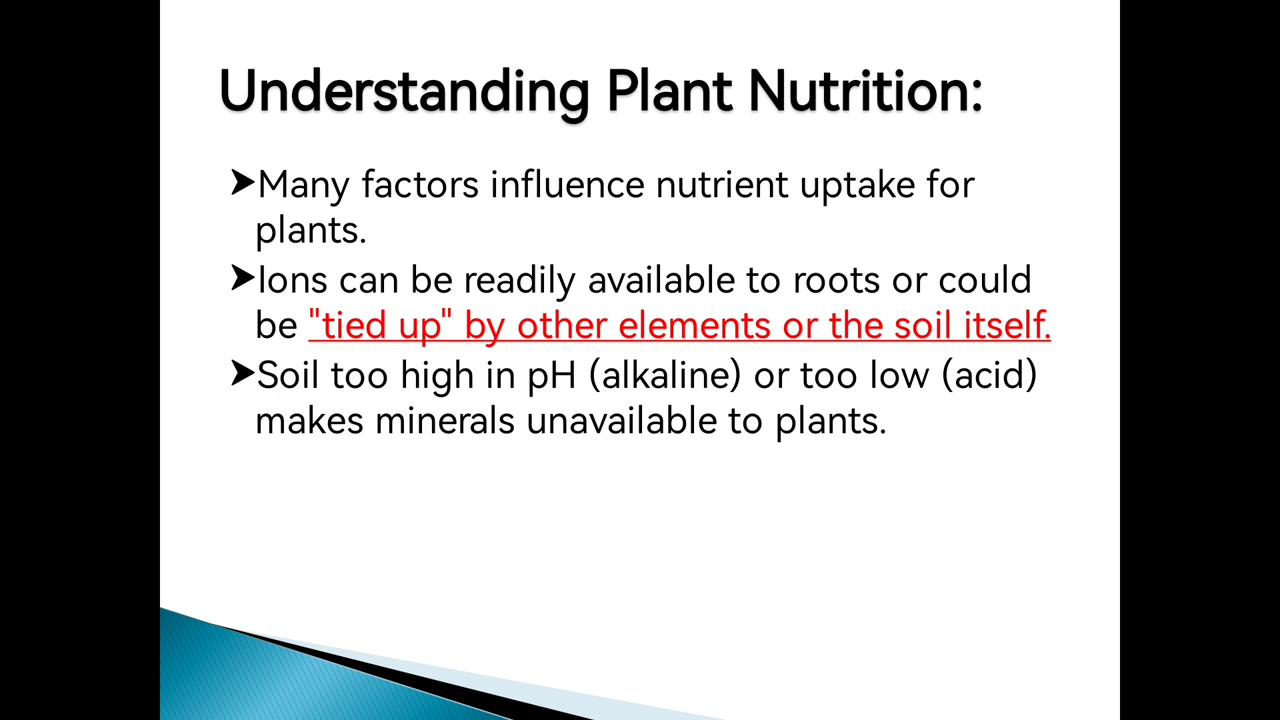 Understanding Plant Nutrition:
➤Many factors influence nutrient uptake for
plants.
➤Ions can be readily available to roots or could
be "tied up" by other elements or the soil itself.
➤Soil too high in pH (alkaline) or too low (acid)
makes minerals unavailable to plants.